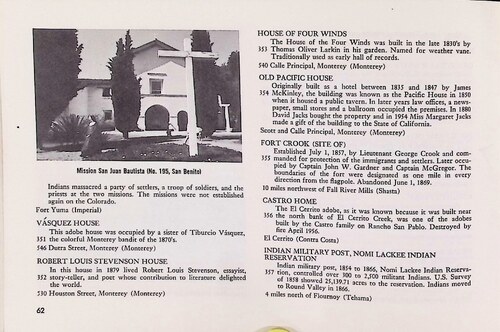 Mission San Juan Bautista (No. 195, San Benito)
Indians massacred a party of settlers, a troop of soldiers, and the
priests at the two missions. The missions were not established
again on the Colorado.
Fort Yuma (Imperial)
VÁSQUEZ HOUSE
This adobe house was occupied by a sister of Tiburcio Vásquez,
351 the colorful Monterey bandit of the 1870's.
546 Dutra Street, Monterey (Monterey)
ROBERT LOUIS STEVENSON HOUSE
In this house in 1879 lived Robert Louis Stevenson, essayist,
352 story-teller, and poet whose contribution to literature delighted
the world.
530 Houston Street, Monterey (Monterey)
62
HOUSE OF FOUR WINDS
The House of the Four Winds was built in the late 1830's by
353 Thomas Oliver Larkin in his garden. Named for weather vane.
Traditionally used as early hall of records.
540 Calle Principal, Monterey (Monterey)
OLD PACIFIC HOUSE
Originally built as a hotel between 1835 and 1847 by James
354 McKinley, the building was known as the Pacific House in 1850
when it housed a public tavern. In later years law offices, a news-
paper, small stores and a ballroom occupied the premises. In 1880
David Jacks bought the property and in 1954 Miss Margaret Jacks
made a gift of the building to the State of California.
Scott and Calle Principal, Monterey (Monterey)
FORT CROOK (SITE OF)
Established July 1, 1857, by Lieutenant George Crook and com-
355 manded for protection of the immigrants and settlers. Later occu-
pied by Captain John W. Gardner and Captain McGregor. The
boundaries of the fort were designated as one mile in every
direction from the flagpole. Abandoned June 1, 1869.
10 miles northwest of Fall River Mills (Shasta)
CASTRO HOME
The El Cerrito adobe, as it was known because it was built near
356 the north bank of El Cerrito Creek, was one of the adobes
built by the Castro family on Rancho San Pablo. Destroyed by
fire April 1956.
El Cerrito (Contra Costa)
INDIAN MILITARY POST, NOMI LACKEE INDIAN
RESERVATION
Indian military post, 1854 to 1866, Nomi Lackee Indian Reserva-
357 tion, controlled over 300 to 2,500 militant Indians. U.S. Survey
of 1858 showed 25,139.71 acres to the reservation. Indians moved
to Round Valley in 1866.
4 miles north of Flournoy (Tehama)